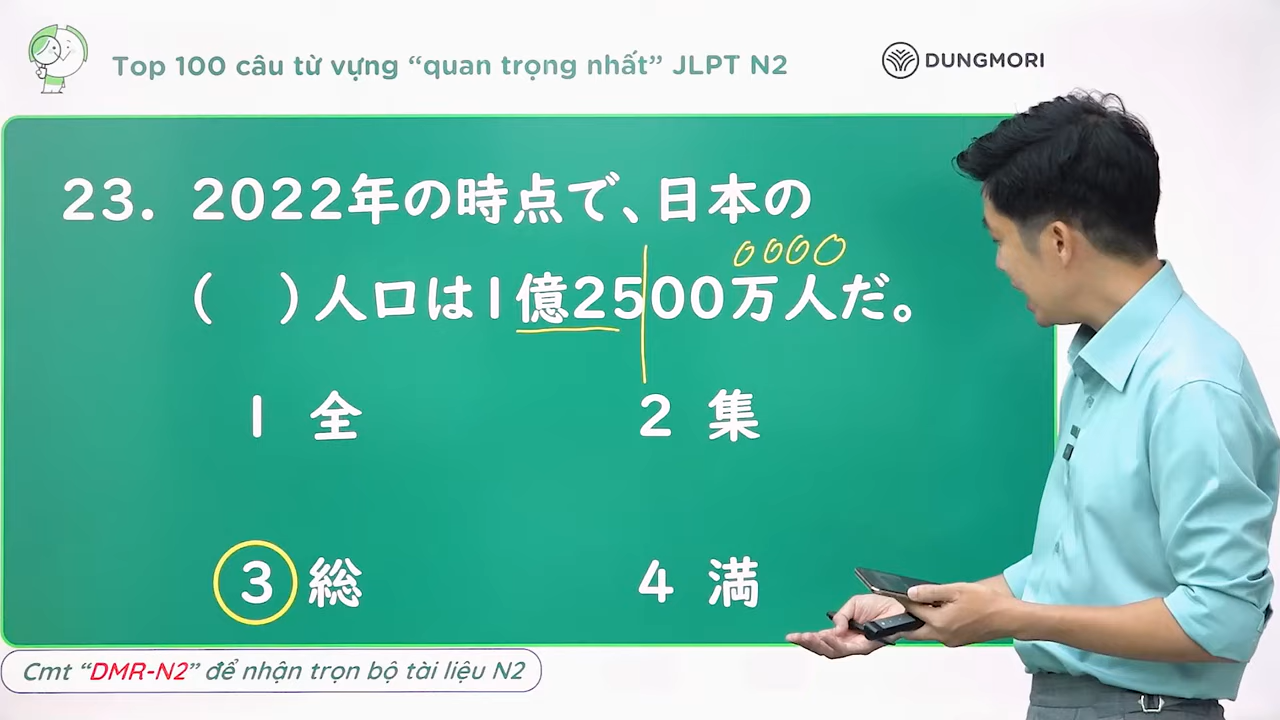 Top 100 câu từ vựng “quan trọng nhất” JLPT N2
DUNGMORI
23. 2022年の時点で、日本の
( )人口は1億2500万人だ。
0000
1 全
2 集
3 総
4 満
Cmt “DMR-N2” để nhận trọn bộ tài liệu N2